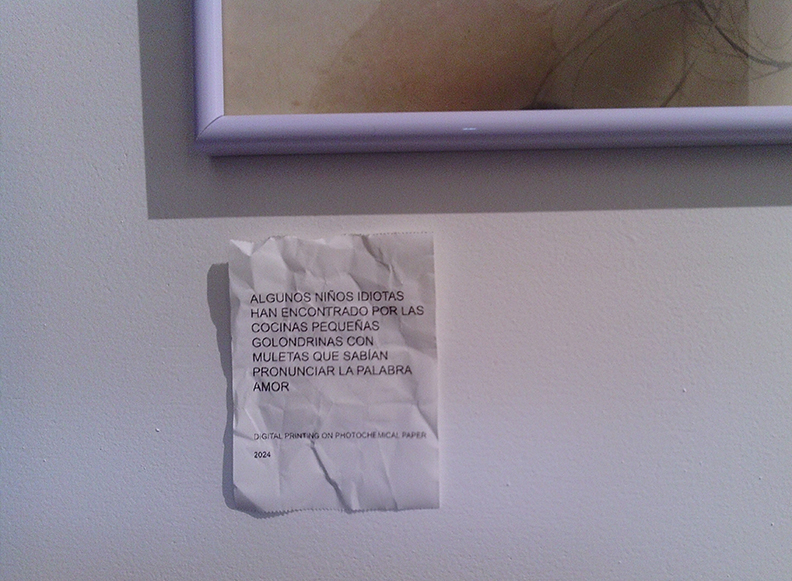 ALGUNOS NIÑOS IDIOTAS
HAN ENCONTRADO POR LAS
COCINAS PEQUEÑAS
GOLONDRINAS CON
MULETAS QUE SABÍAN
PRONUNCIAR LA PALABRA
AMOR
DIGITAL PRINTING ON PHOTOCHEMICAL PAPER
2024